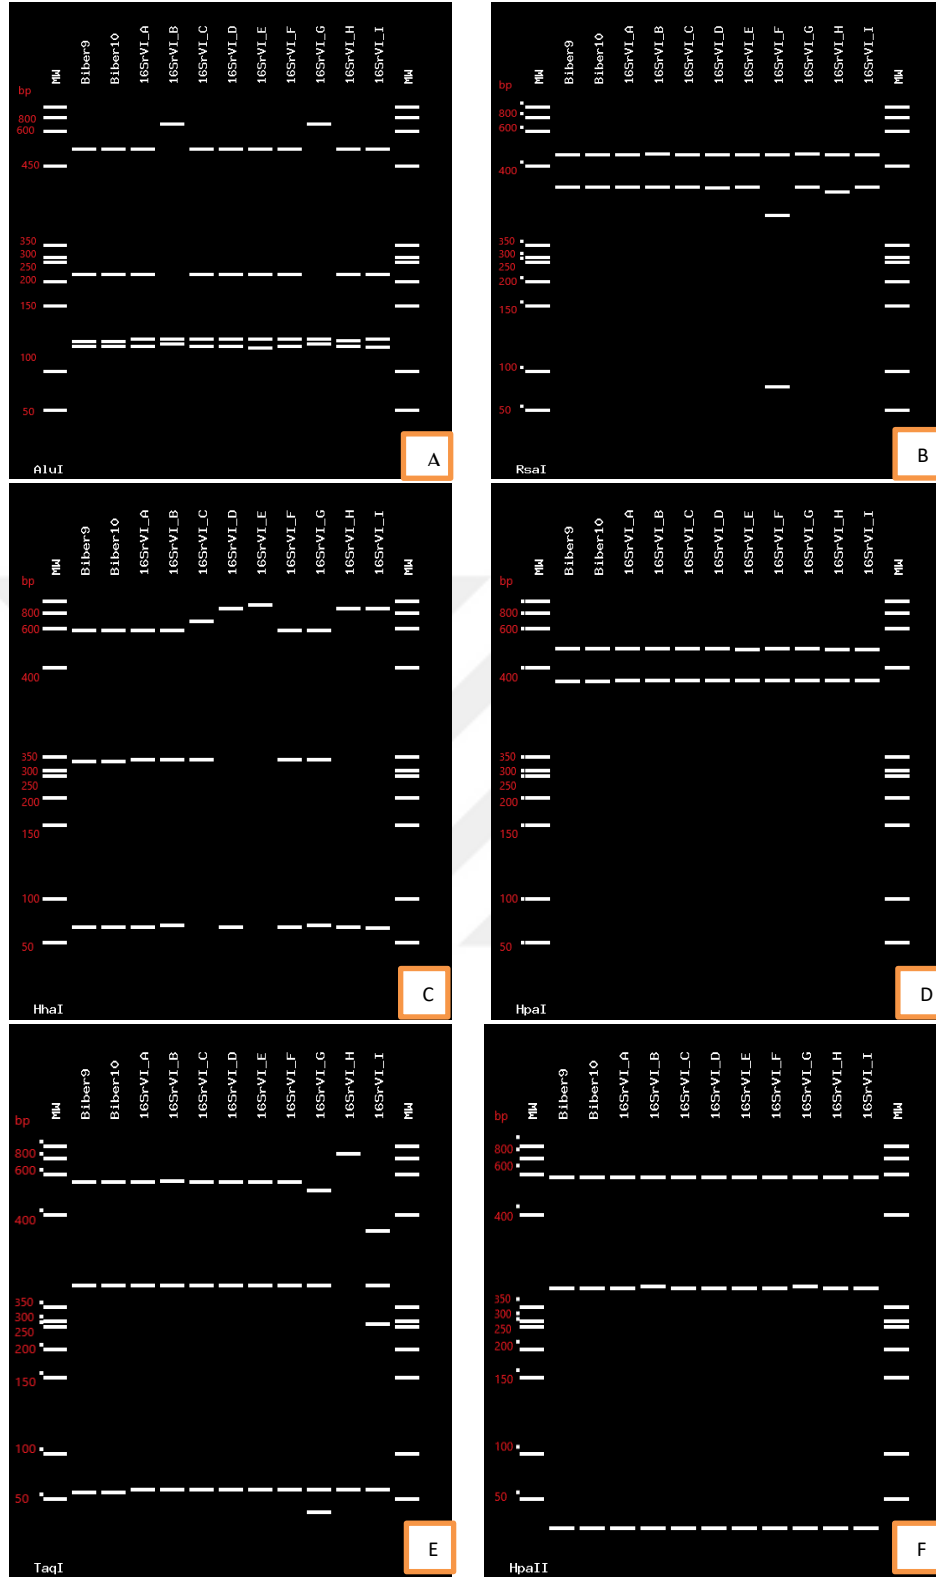 MW Biber9 Biber10 16SrVI_A 16SrVI_B 16SrVI_C 16SrVI_D 16SrVI_E 16SrVI_F 16SrVI_G 16SrVI_H 16SrVI_I MW
bp
800
600
450
350
300
250
200
150
100
50
AluI
A
MW Biber9 Biber10 16SrVI_A 16SrVI_B 16SrVI_C 16SrVI_D 16SrVI_E 16SrVI_F 16SrVI_G 16SrVI_H 16SrVI_I MW
bp
800
600
400
350
300
250
200
150
100
50
RsaI
B
MW Biber9 Biber10 16SrVI_A 16SrVI_B 16SrVI_C 16SrVI_D 16SrVI_E 16SrVI_F 16SrVI_G 16SrVI_H 16SrVI_I MW
bp
800
600
400
350
300
250
200
150
100
50
HhaI
C
MW Biber9 Biber10 16SrVI_A 16SrVI_B 16SrVI_C 16SrVI_D 16SrVI_E 16SrVI_F 16SrVI_G 16SrVI_H 16SrVI_I MW
bp
800
600
400
350
300
250
200
150
100
50
HpaI
D
MW Biber9 Biber10 16SrVI_A 16SrVI_B 16SrVI_C 16SrVI_D 16SrVI_E 16SrVI_F 16SrVI_G 16SrVI_H 16SrVI_I MW
bp
800
600
400
350
300
250
200
150
100
50
TaqI
E
MW Biber9 Biber10 16SrVI_A 16SrVI_B 16SrVI_C 16SrVI_D 16SrVI_E 16SrVI_F 16SrVI_G 16SrVI_H 16SrVI_I MW
bp
800
600
400
350
300
250
200
150
100
50
HpaII
F